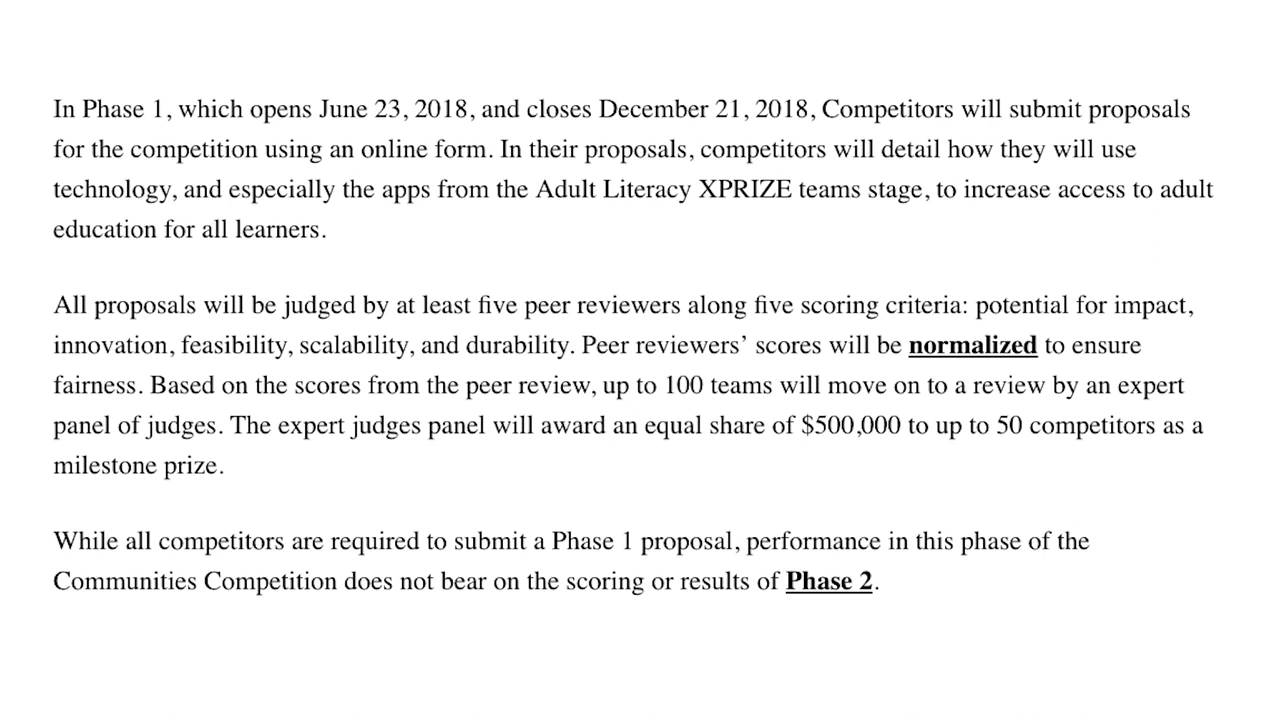 In Phase 1, which opens June 23, 2018, and closes December 21, 2018, Competitors will submit proposals
for the competition using an online form. In their proposals, competitors will detail how they will use
technology, and especially the apps from the Adult Literacy XPRIZE teams stage, to increase access to adult
education for all learners.
All proposals will be judged by at least five peer reviewers along five scoring criteria: potential for impact,
innovation, feasibility, scalability, and durability. Peer reviewers’ scores will be normalized to ensure
fairness. Based on the scores from the peer review, up to 100 teams will move on to a review by an expert
panel of judges. The expert judges panel will award an equal share of $500,000 to up to 50 competitors as a
milestone prize.
While all competitors are required to submit a Phase 1 proposal, performance in this phase of the
Communities Competition does not bear on the scoring or results of Phase 2.